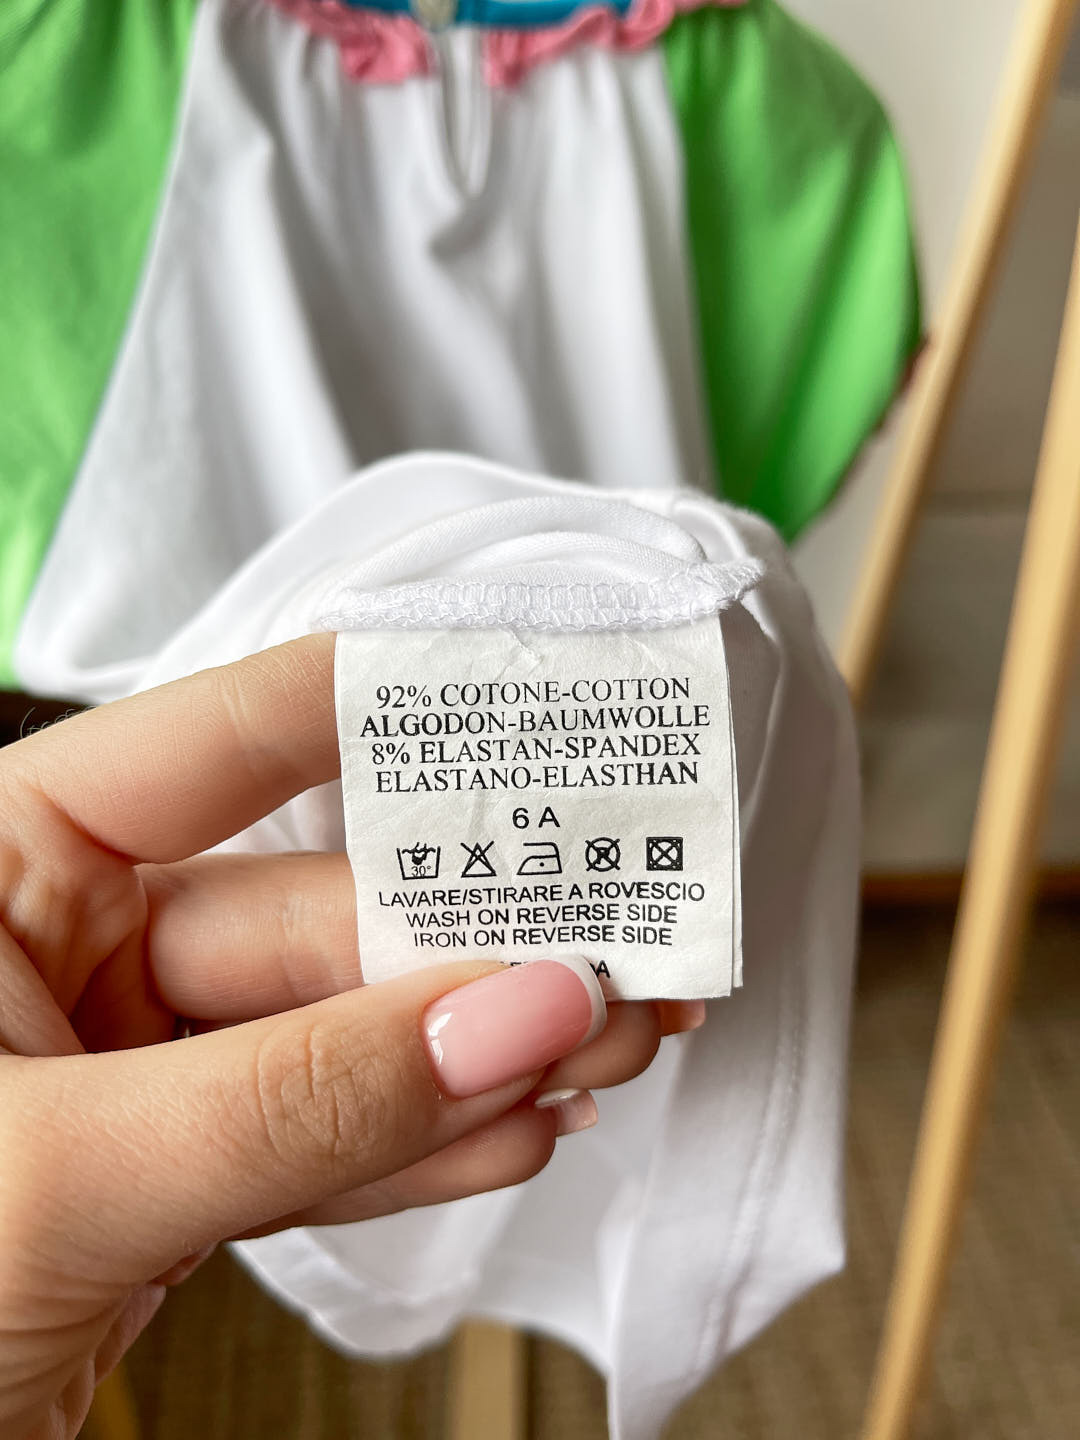 92% COTONE-COTTON
ALGODON-BAUMWOLLE
8% ELASTAN-SPANDEX
ELASTANO-ELASTHAN
6 A
30°
LAVARE/STIRARE A ROVESCIO
WASH ON REVERSE SIDE
IRON ON REVERSE SIDE